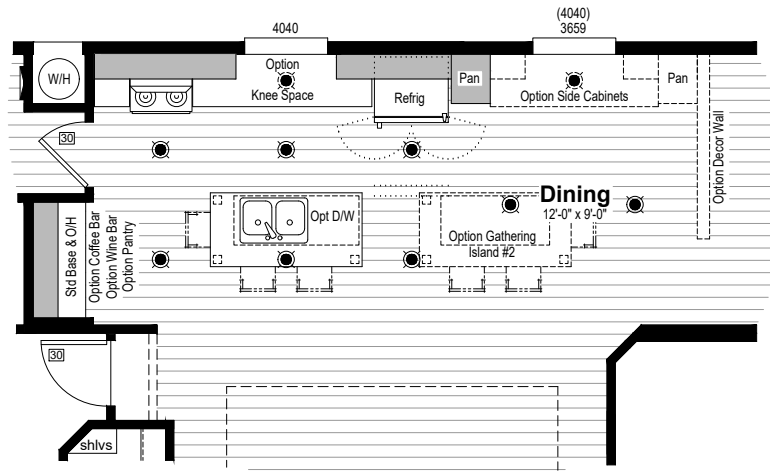 4040
(4040)
3659
W/H
Option
Knee Space
Refrig
Pan
Option Side Cabinets
Pan
Option Decor Wall
30
Dining
12'-0" x 9'-0"
Opt D/W
Option Gathering
Island #2
Std Base & O/H
Option Coffee Bar
Option Wine Bar
Option Pantry
30
shlvs